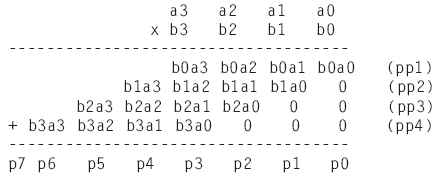 a3 a2 a1 a0
x b3 b2 b1 b0
-----------------------------------
b0a3 b0a2 b0a1 b0a0 (pp1)
b1a3 b1a2 b1a1 b1a0 0 (pp2)
b2a3 b2a2 b2a1 b2a0 0 0 (pp3)
+ b3a3 b3a2 b3a1 b3a0 0 0 0 (pp4)
-----------------------------------
p7 p6 p5 p4 p3 p2 p1 p0